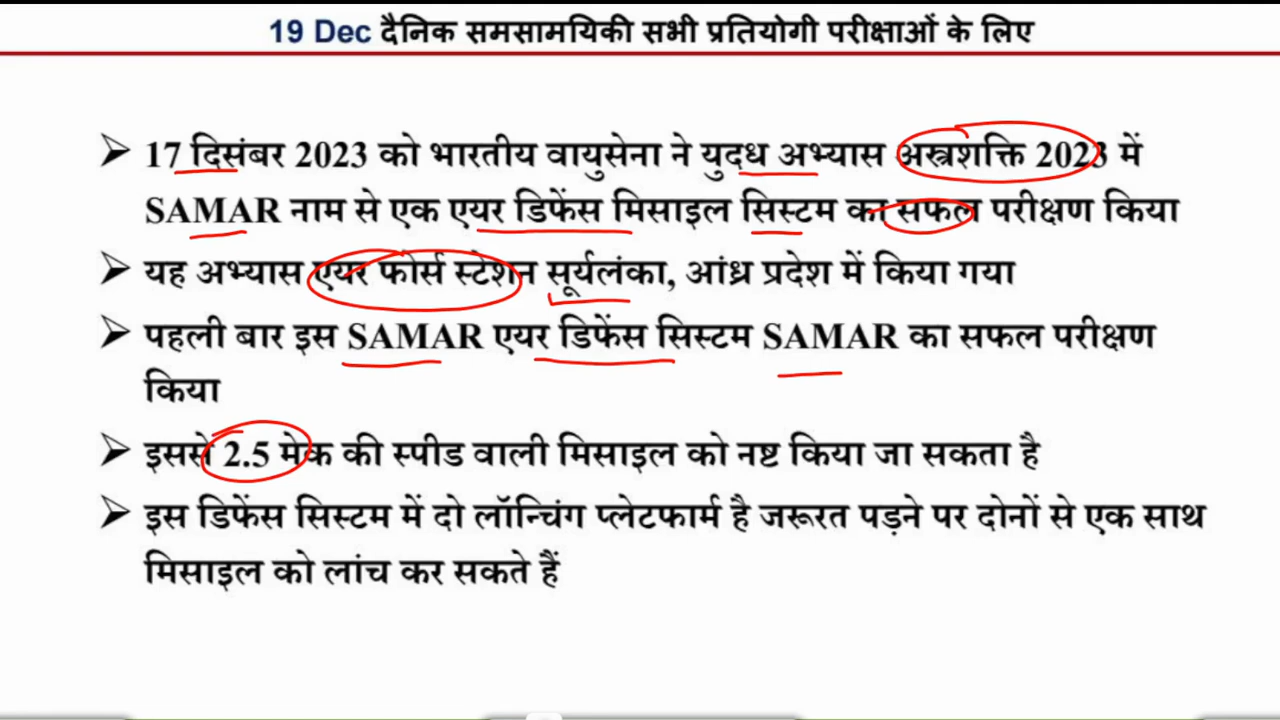 19 Dec दैनिक समसामयिकी सभी प्रतियोगी परीक्षाओं के लिए
➢ 17 दिसंबर 2023 को भारतीय वायुसेना ने युदध अभ्यास अस्त्रशक्ति 2023 में
SAMAR नाम से एक एयर डिफेंस मिसाइल सिस्टम का सफल परीक्षण किया
➢ यह अभ्यास एयर फोर्स स्टेशन सूर्यलंका, आंध्र प्रदेश में किया गया
➢ पहली बार इस SAMAR एयर डिफेंस सिस्टम SAMAR का सफल परीक्षण
किया
➢ इससे 2.5 मेक की स्पीड वाली मिसाइल को नष्ट किया जा सकता है
➢ इस डिफेंस सिस्टम में दो लॉन्चिंग प्लेटफार्म है जरूरत पड़ने पर दोनों से एक साथ
मिसाइल को लांच कर सकते हैं